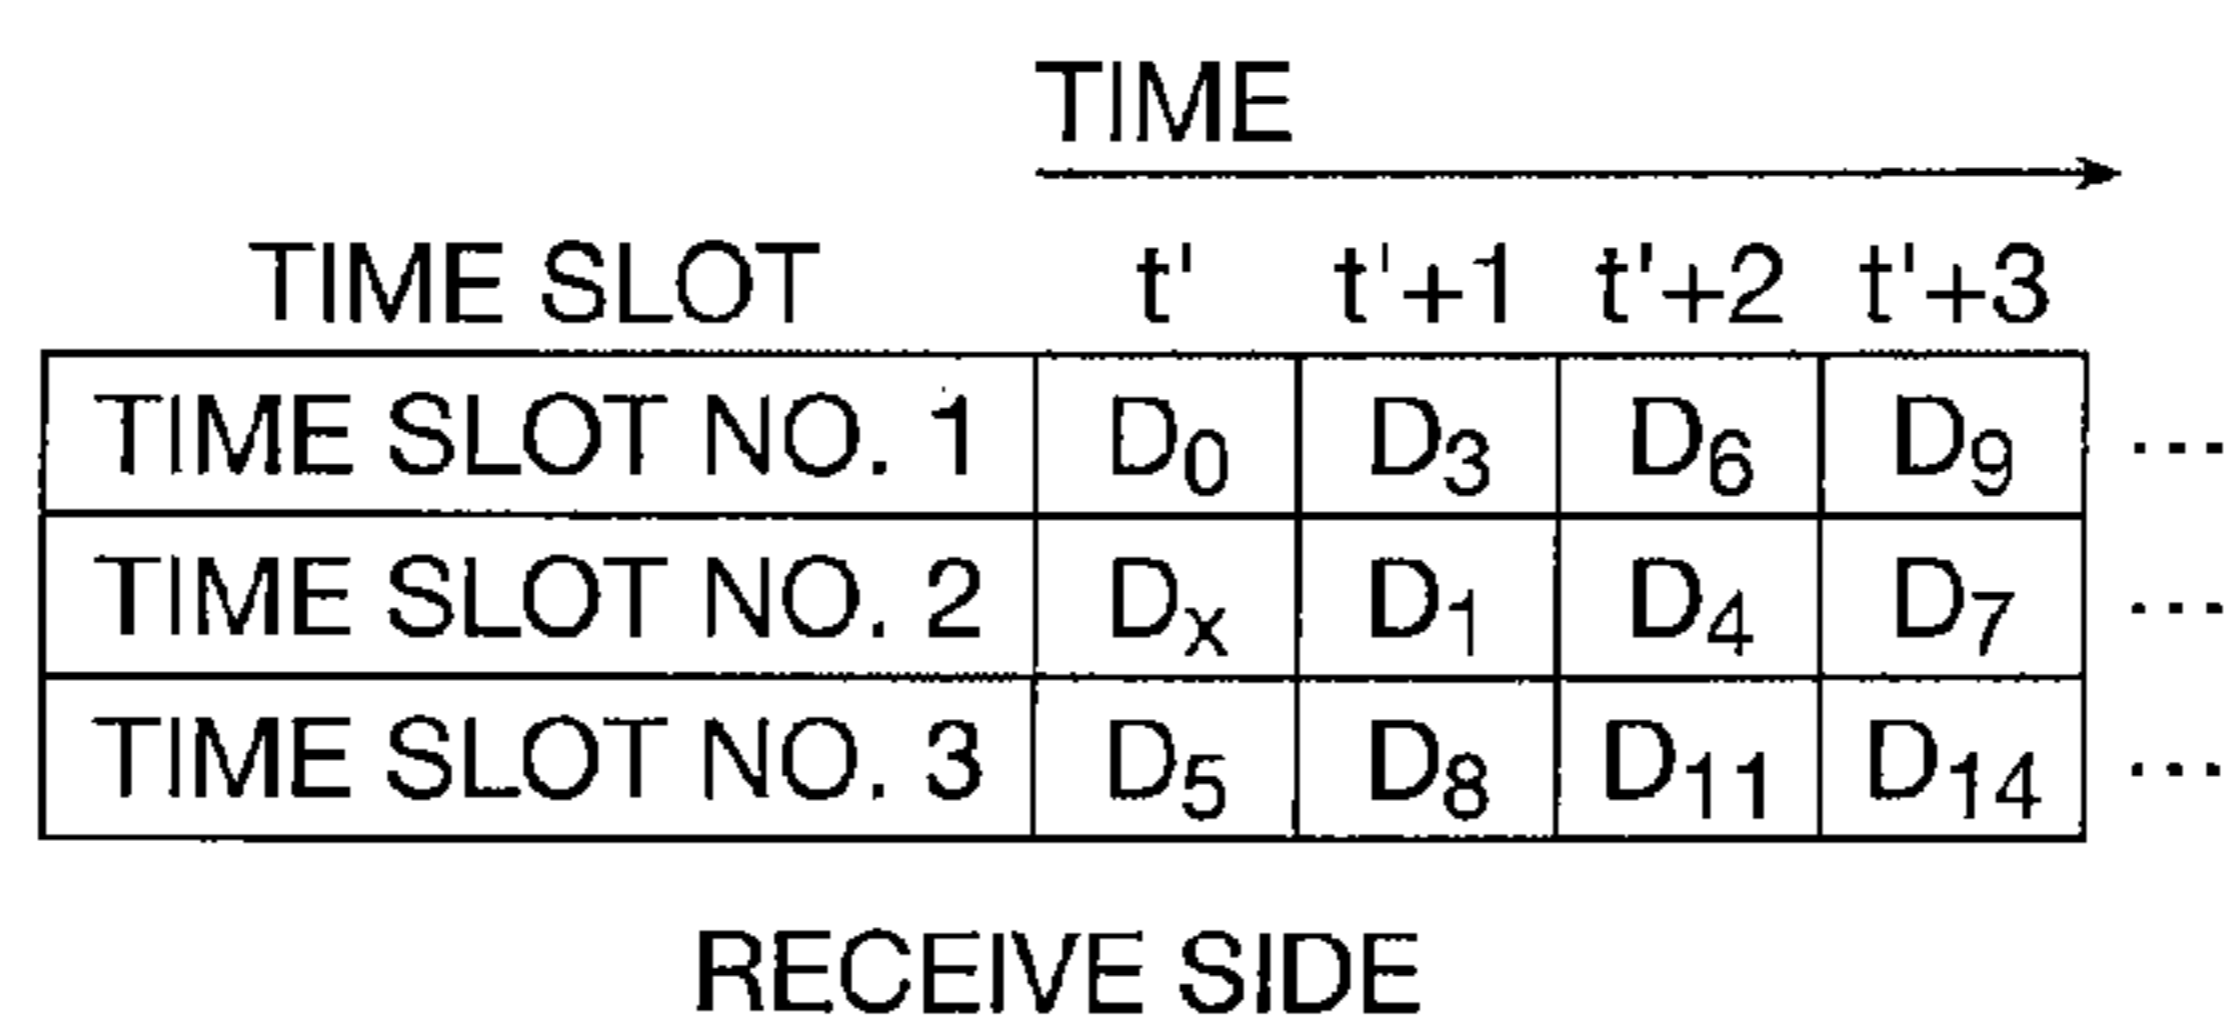 TIME
TIME SLOT t' t'+1 t'+2 t'+3
TIME SLOT NO. 1 D0 D3 D6 D9 ...
TIME SLOT NO. 2 Dx D1 D4 D7 ...
TIME SLOT NO. 3 D5 D8 D11 D14 ...
RECEIVE SIDE